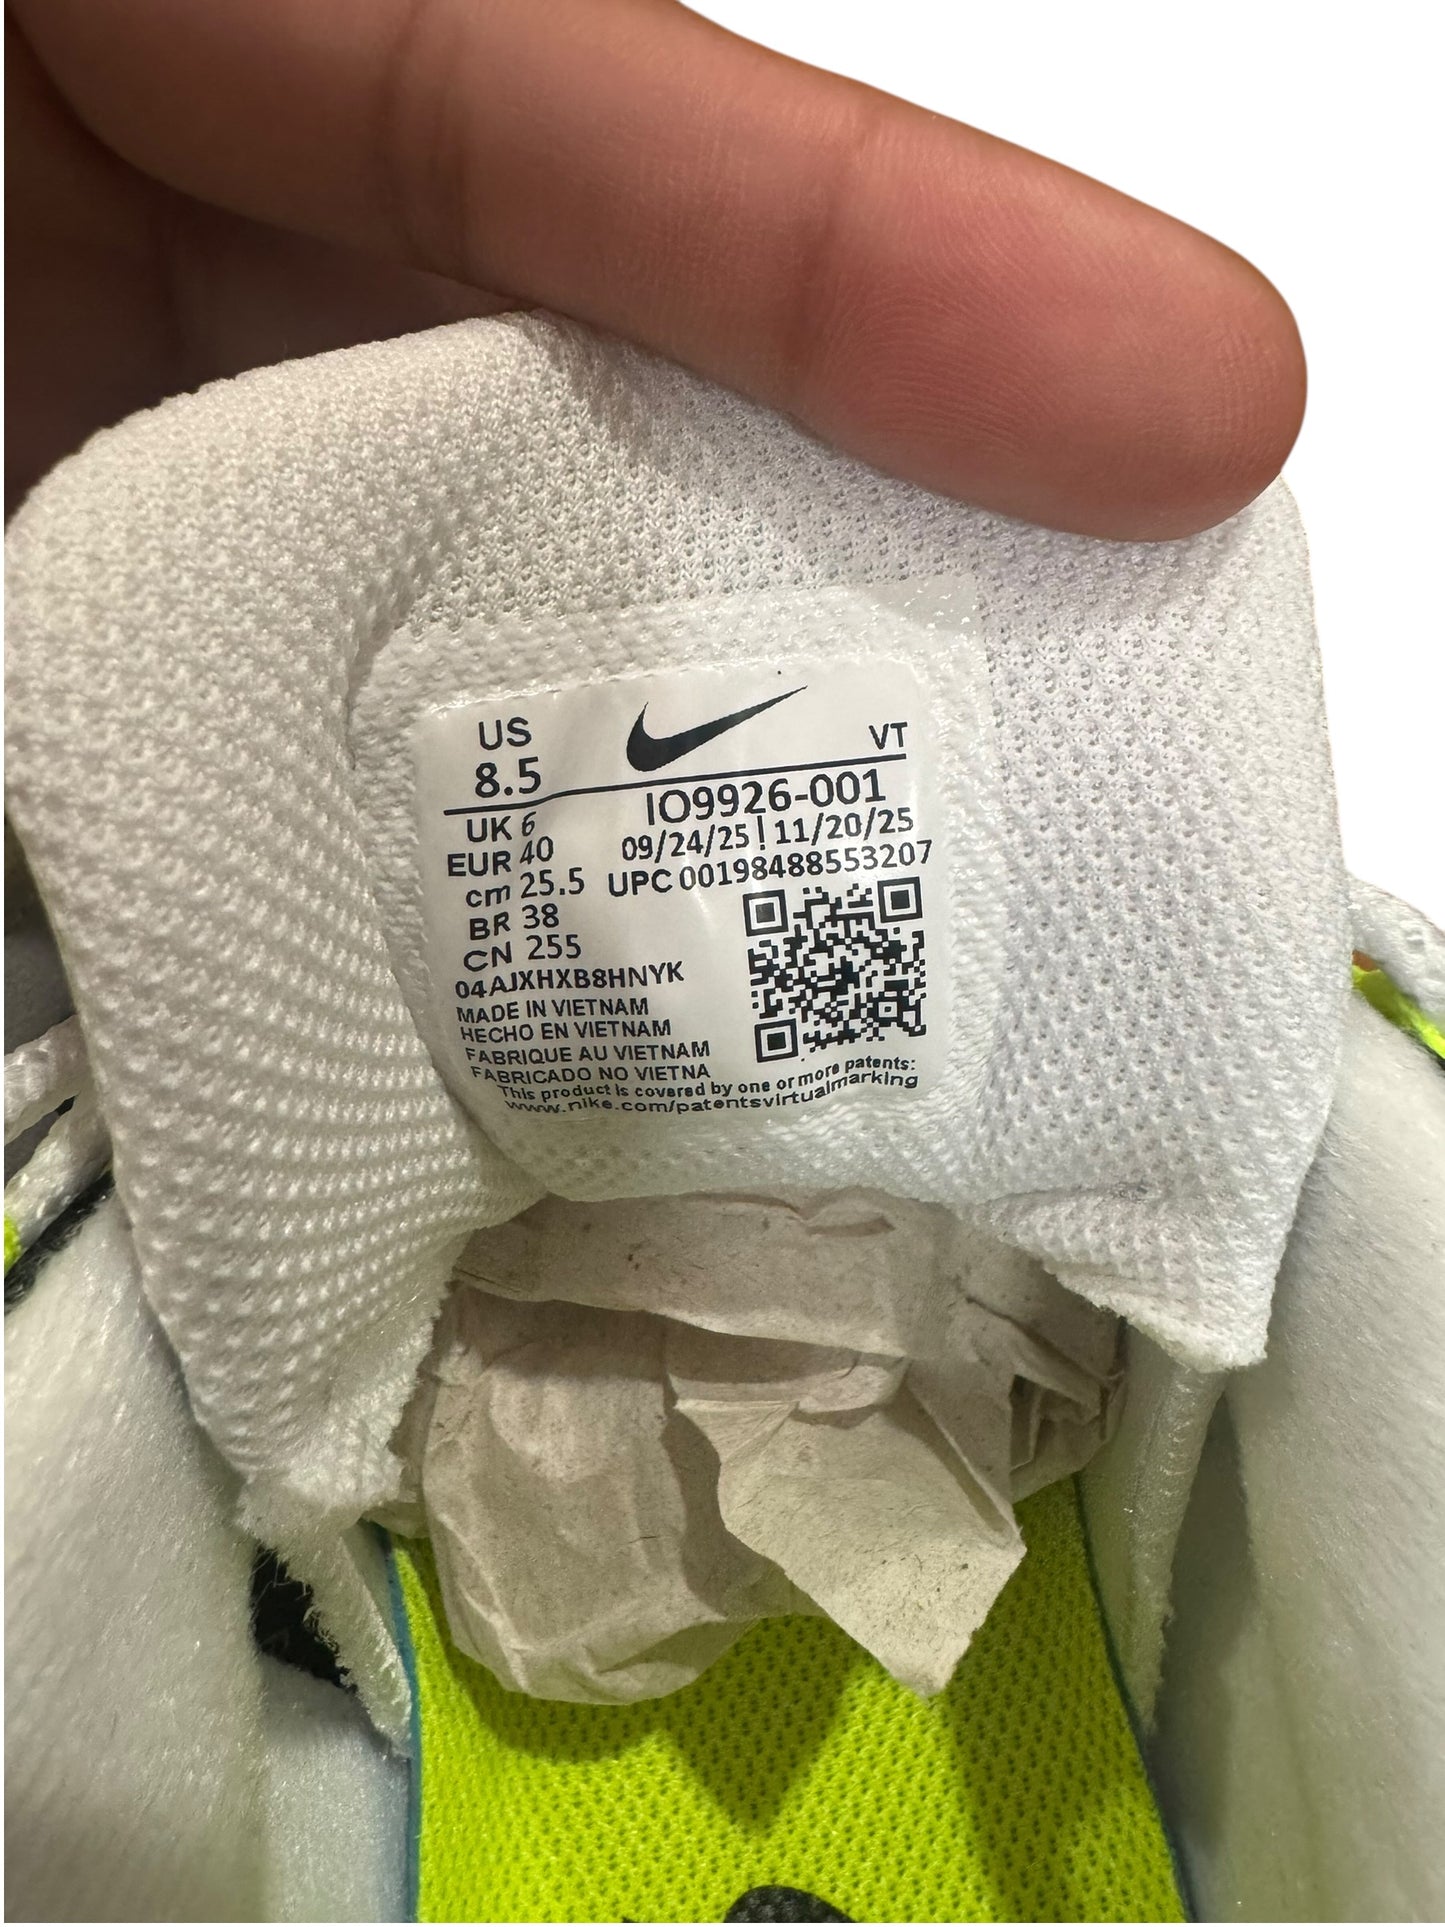 US
8.5
VT
IO9926-001
UK 6
09/24/25 | 11/20/25
EUR 40
UPC 00198488553207
cm 25.5
BR 38
CN 255
04AJXHXB8HNYK
MADE IN VIETNAM
HECHO EN VIETNAM
FABRIQUE AU VIETNAM
FABRICADO NO VIETNA
This product is covered by one or more patents:
www.nike.com/patentsvirtualmarking